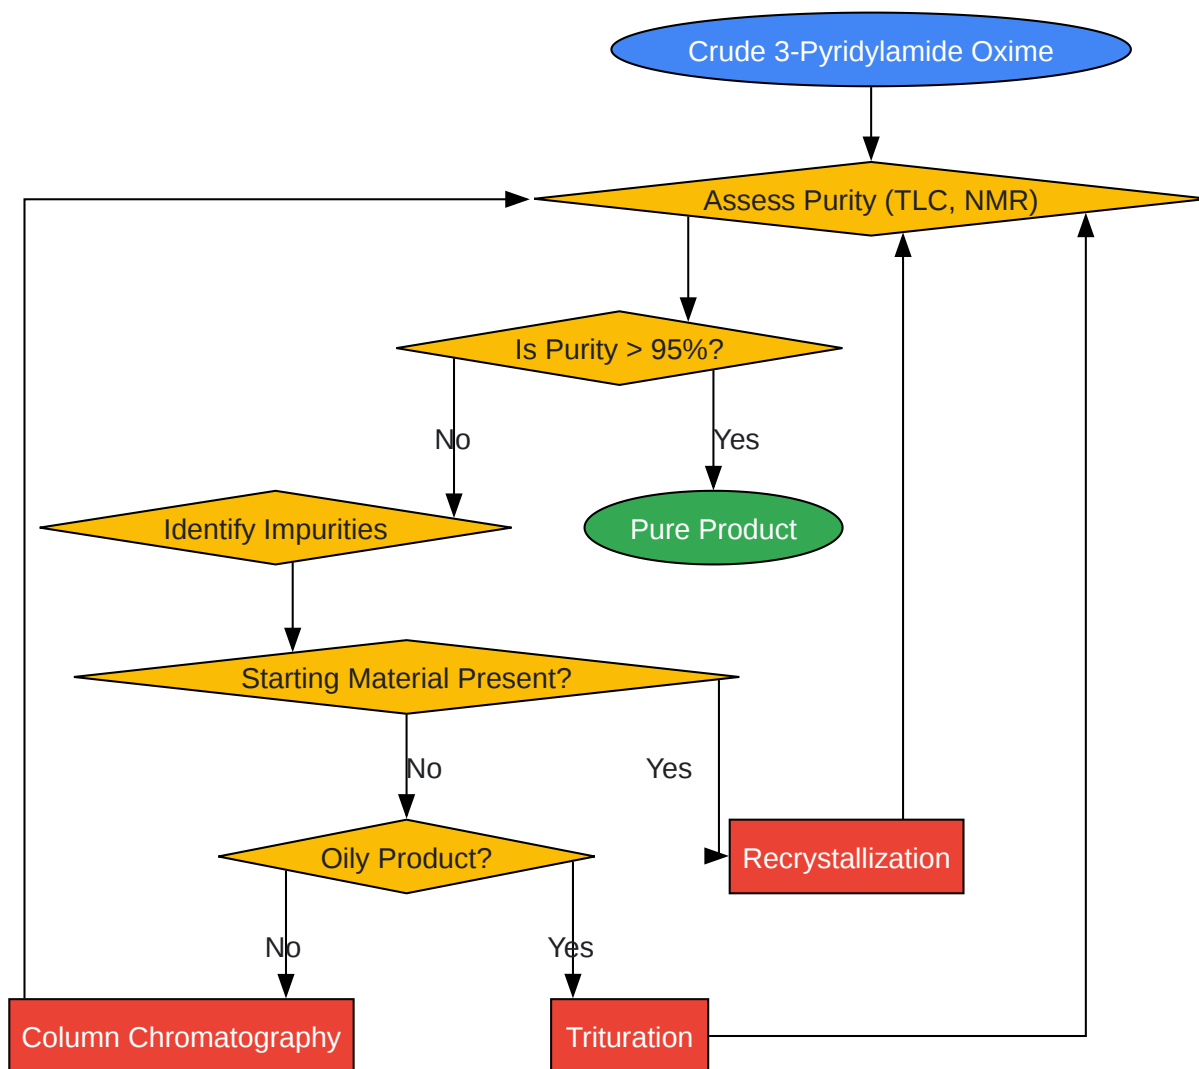 Crude 3-Pyridylamide Oxime
Assess Purity (TLC, NMR)
Is Purity > 95%?
No
Yes
Identify Impurities
Pure Product
Starting Material Present?
No
Yes
Oily Product?
Recrystallization
No
Yes
Column Chromatography
Trituration